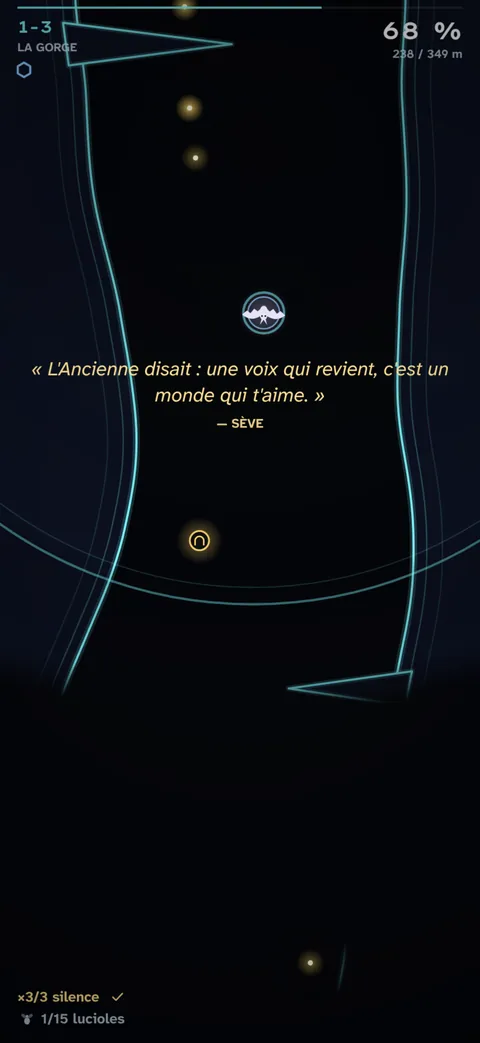 1-3
68 %
LA GORGE
238 / 349 m
« L'Ancienne disait : une voix qui revient, c'est un
monde qui t'aime. »
— SÈVE
×3/3 silence ✓
1/15 lucioles